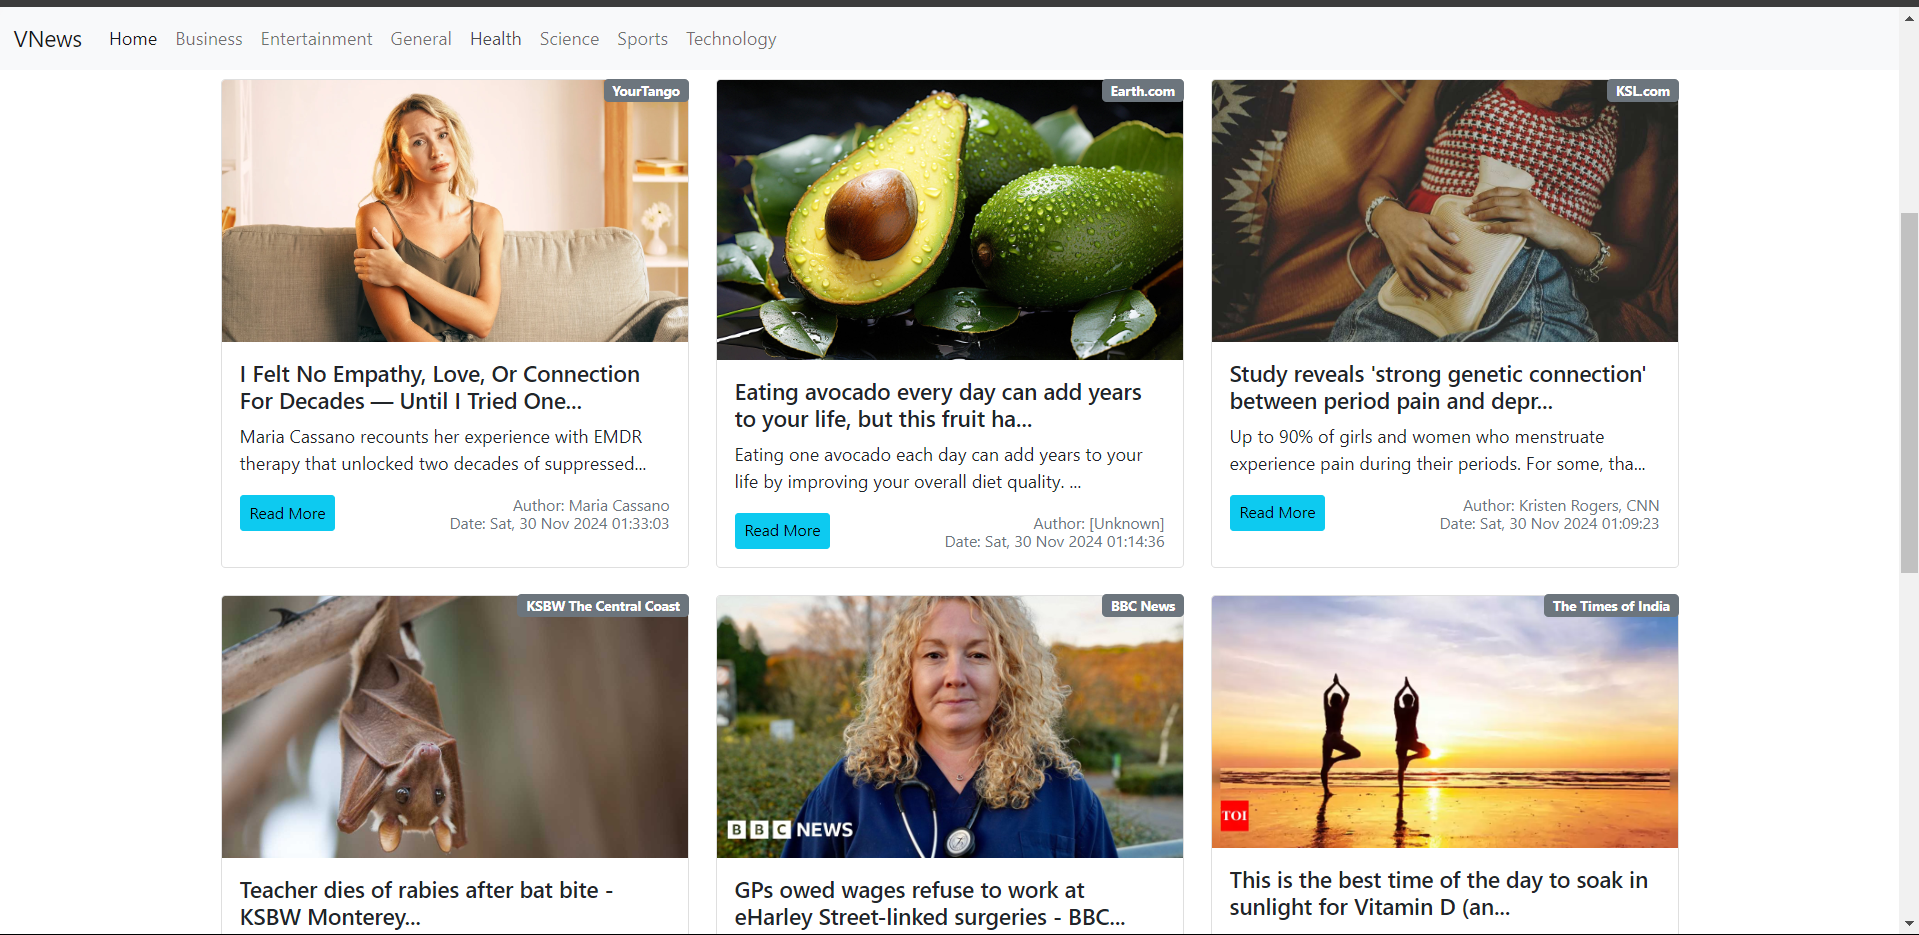 VNews Home Business Entertainment General Health Science Sports Technology
YourTango
I Felt No Empathy, Love, Or Connection
For Decades — Until I Tried One...
Maria Cassano recounts her experience with EMDR
therapy that unlocked two decades of suppressed...
Read More
Author: Maria Cassano
Date: Sat, 30 Nov 2024 01:33:03
Earth.com
Eating avocado every day can add years
to your life, but this fruit ha...
Eating one avocado each day can add years to your
life by improving your overall diet quality. ...
Read More
Author: [Unknown]
Date: Sat, 30 Nov 2024 01:14:36
KSL.com
Study reveals 'strong genetic connection'
between period pain and depr...
Up to 90% of girls and women who menstruate
experience pain during their periods. For some, tha...
Read More
Author: Kristen Rogers, CNN
Date: Sat, 30 Nov 2024 01:09:23
KSBW The Central Coast
Teacher dies of rabies after bat bite -
KSBW Monterey...
BBC News
BBC NEWS
GPs owed wages refuse to work at
eHarley Street-linked surgeries - BBC...
The Times of India
TOI
This is the best time of the day to soak in
sunlight for Vitamin D (an...